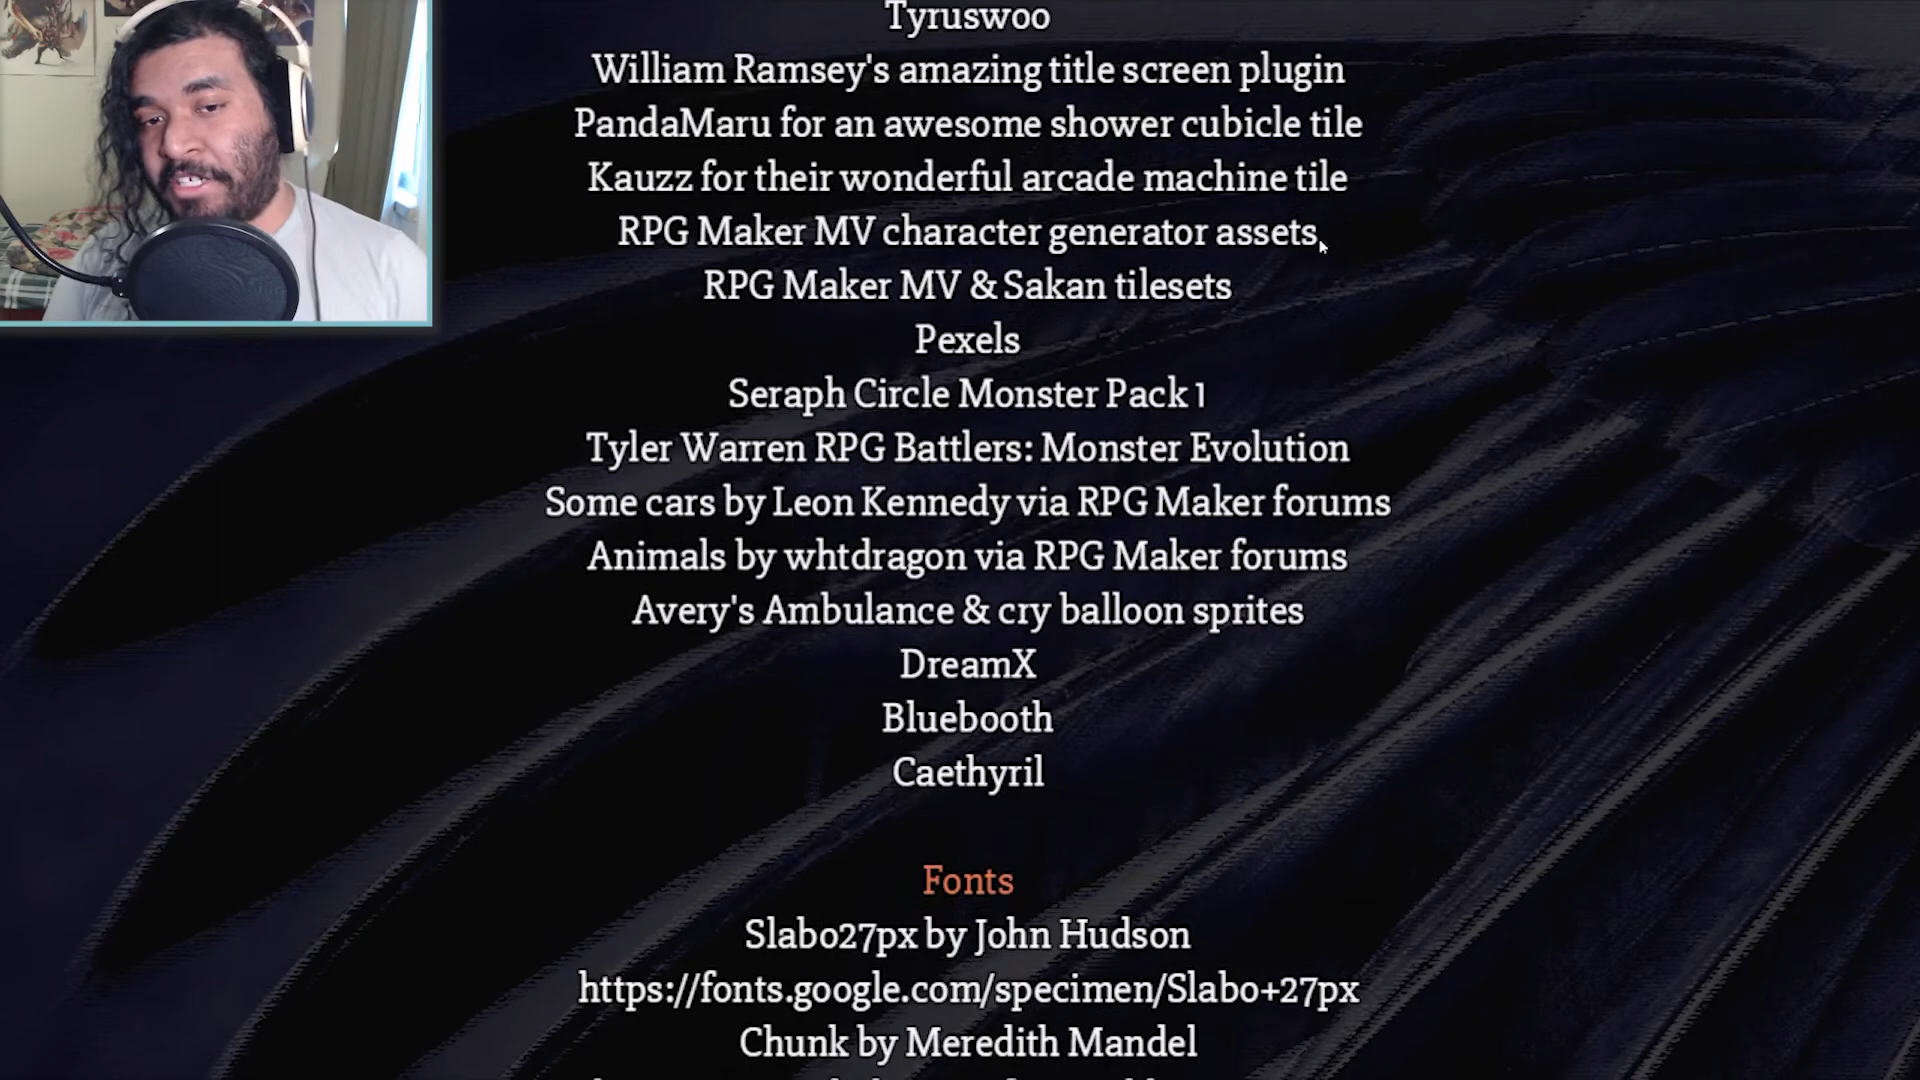 Tyruswoo
William Ramsey's amazing title screen plugin
PandaMaru for an awesome shower cubicle tile
Kauzz for their wonderful arcade machine tile
RPG Maker MV character generator assets
RPG Maker MV & Sakan tilesets
Pexels
Seraph Circle Monster Pack 1
Tyler Warren RPG Battlers: Monster Evolution
Some cars by Leon Kennedy via RPG Maker forums
Animals by whtdragon via RPG Maker forums
Avery's Ambulance & cry balloon sprites
DreamX
Bluebooth
Caethyril
Fonts
Slabo27px by John Hudson
https://fonts.google.com/specimen/Slabo+27px
Chunk by Meredith Mandel